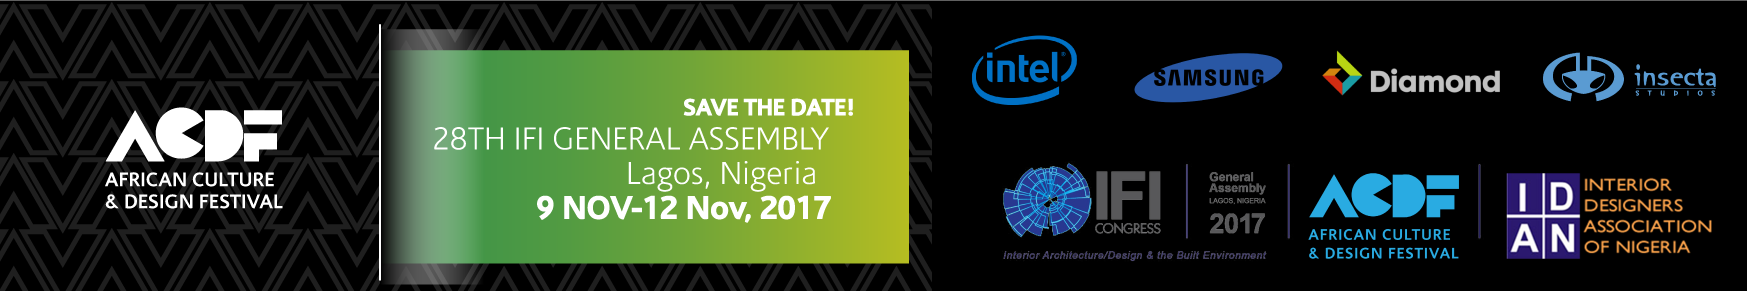 ACDF
AFRICAN CULTURE
& DESIGN FESTIVAL
SAVE THE DATE!
28TH IFI GENERAL ASSEMBLY
Lagos, Nigeria
9 NOV-12 Nov, 2017
intel
SAMSUNG
Diamond
insecta
STUDIOS
IFI
CONGRESS
Interior Architecture/Design & the Built Environment
General
Assembly
LAGOS, NIGERIA
2017
ACDF
AFRICAN CULTURE
& DESIGN FESTIVAL
ID
AN
INTERIOR
DESIGNERS
ASSOCIATION
OF NIGERIA